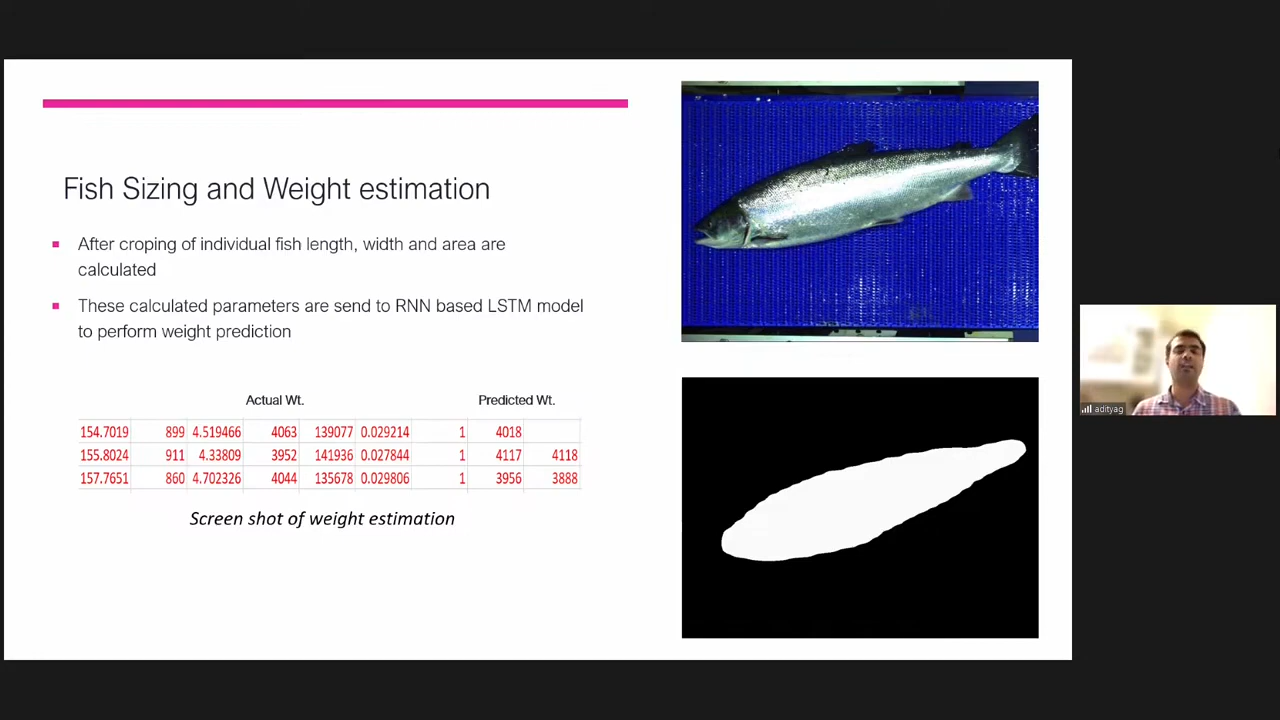 Fish Sizing and Weight estimation
After croping of individual fish length, width and area are
calculated
These calculated parameters are send to RNN based LSTM model
to perform weight prediction
Actual Wt. Predicted Wt.
154.7019 899 4.519466 4063 139077 0.029214 1 4018
155.8024 911 4.33809 3952 141936 0.027844 1 4117 4118
157.7651 860 4.702326 4044 135678 0.029806 1 3956 3888
Screen shot of weight estimation
adityag